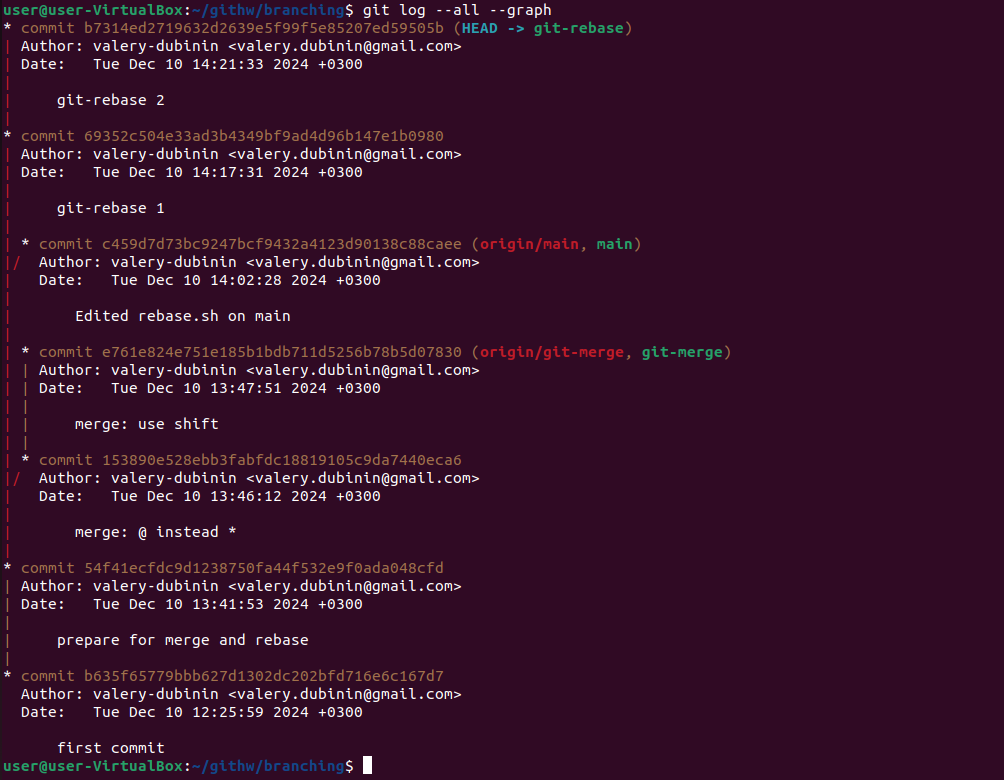 user@user-VirtualBox:~/githw/branching$ git log --all --graph
* commit b7314ed2719632d2639e5f99f5e85207ed59505b (HEAD -> git-rebase)
| Author: valery-dubinin <valery.dubinin@gmail.com>
| Date:   Tue Dec 10 14:21:33 2024 +0300
|
|     git-rebase 2
|
* commit 69352c504e33ad3b4349bf9ad4d96b147e1b0980
| Author: valery-dubinin <valery.dubinin@gmail.com>
| Date:   Tue Dec 10 14:17:31 2024 +0300
|
|     git-rebase 1
|
| * commit c459d7d73bc9247bcf9432a4123d90138c88caee (origin/main, main)
|/  Author: valery-dubinin <valery.dubinin@gmail.com>
|   Date:   Tue Dec 10 14:02:28 2024 +0300
|
|       Edited rebase.sh on main
|
| * commit e761e824e751e185b1bdb711d5256b78b5d07830 (origin/git-merge, git-merge)
| | Author: valery-dubinin <valery.dubinin@gmail.com>
| | Date:   Tue Dec 10 13:47:51 2024 +0300
| |
| |     merge: use shift
| |
| * commit 153890e528ebb3fabfdc18819105c9da7440eca6
|/  Author: valery-dubinin <valery.dubinin@gmail.com>
|   Date:   Tue Dec 10 13:46:12 2024 +0300
|
|       merge: @ instead *
|
* commit 54f41ecfdc9d1238750fa44f532e9f0ada048cfd
| Author: valery-dubinin <valery.dubinin@gmail.com>
| Date:   Tue Dec 10 13:41:53 2024 +0300
|
|     prepare for merge and rebase
|
* commit b635f65779bbb627d1302dc202bfd716e6c167d7
  Author: valery-dubinin <valery.dubinin@gmail.com>
  Date:   Tue Dec 10 12:25:59 2024 +0300

      first commit
user@user-VirtualBox:~/githw/branching$